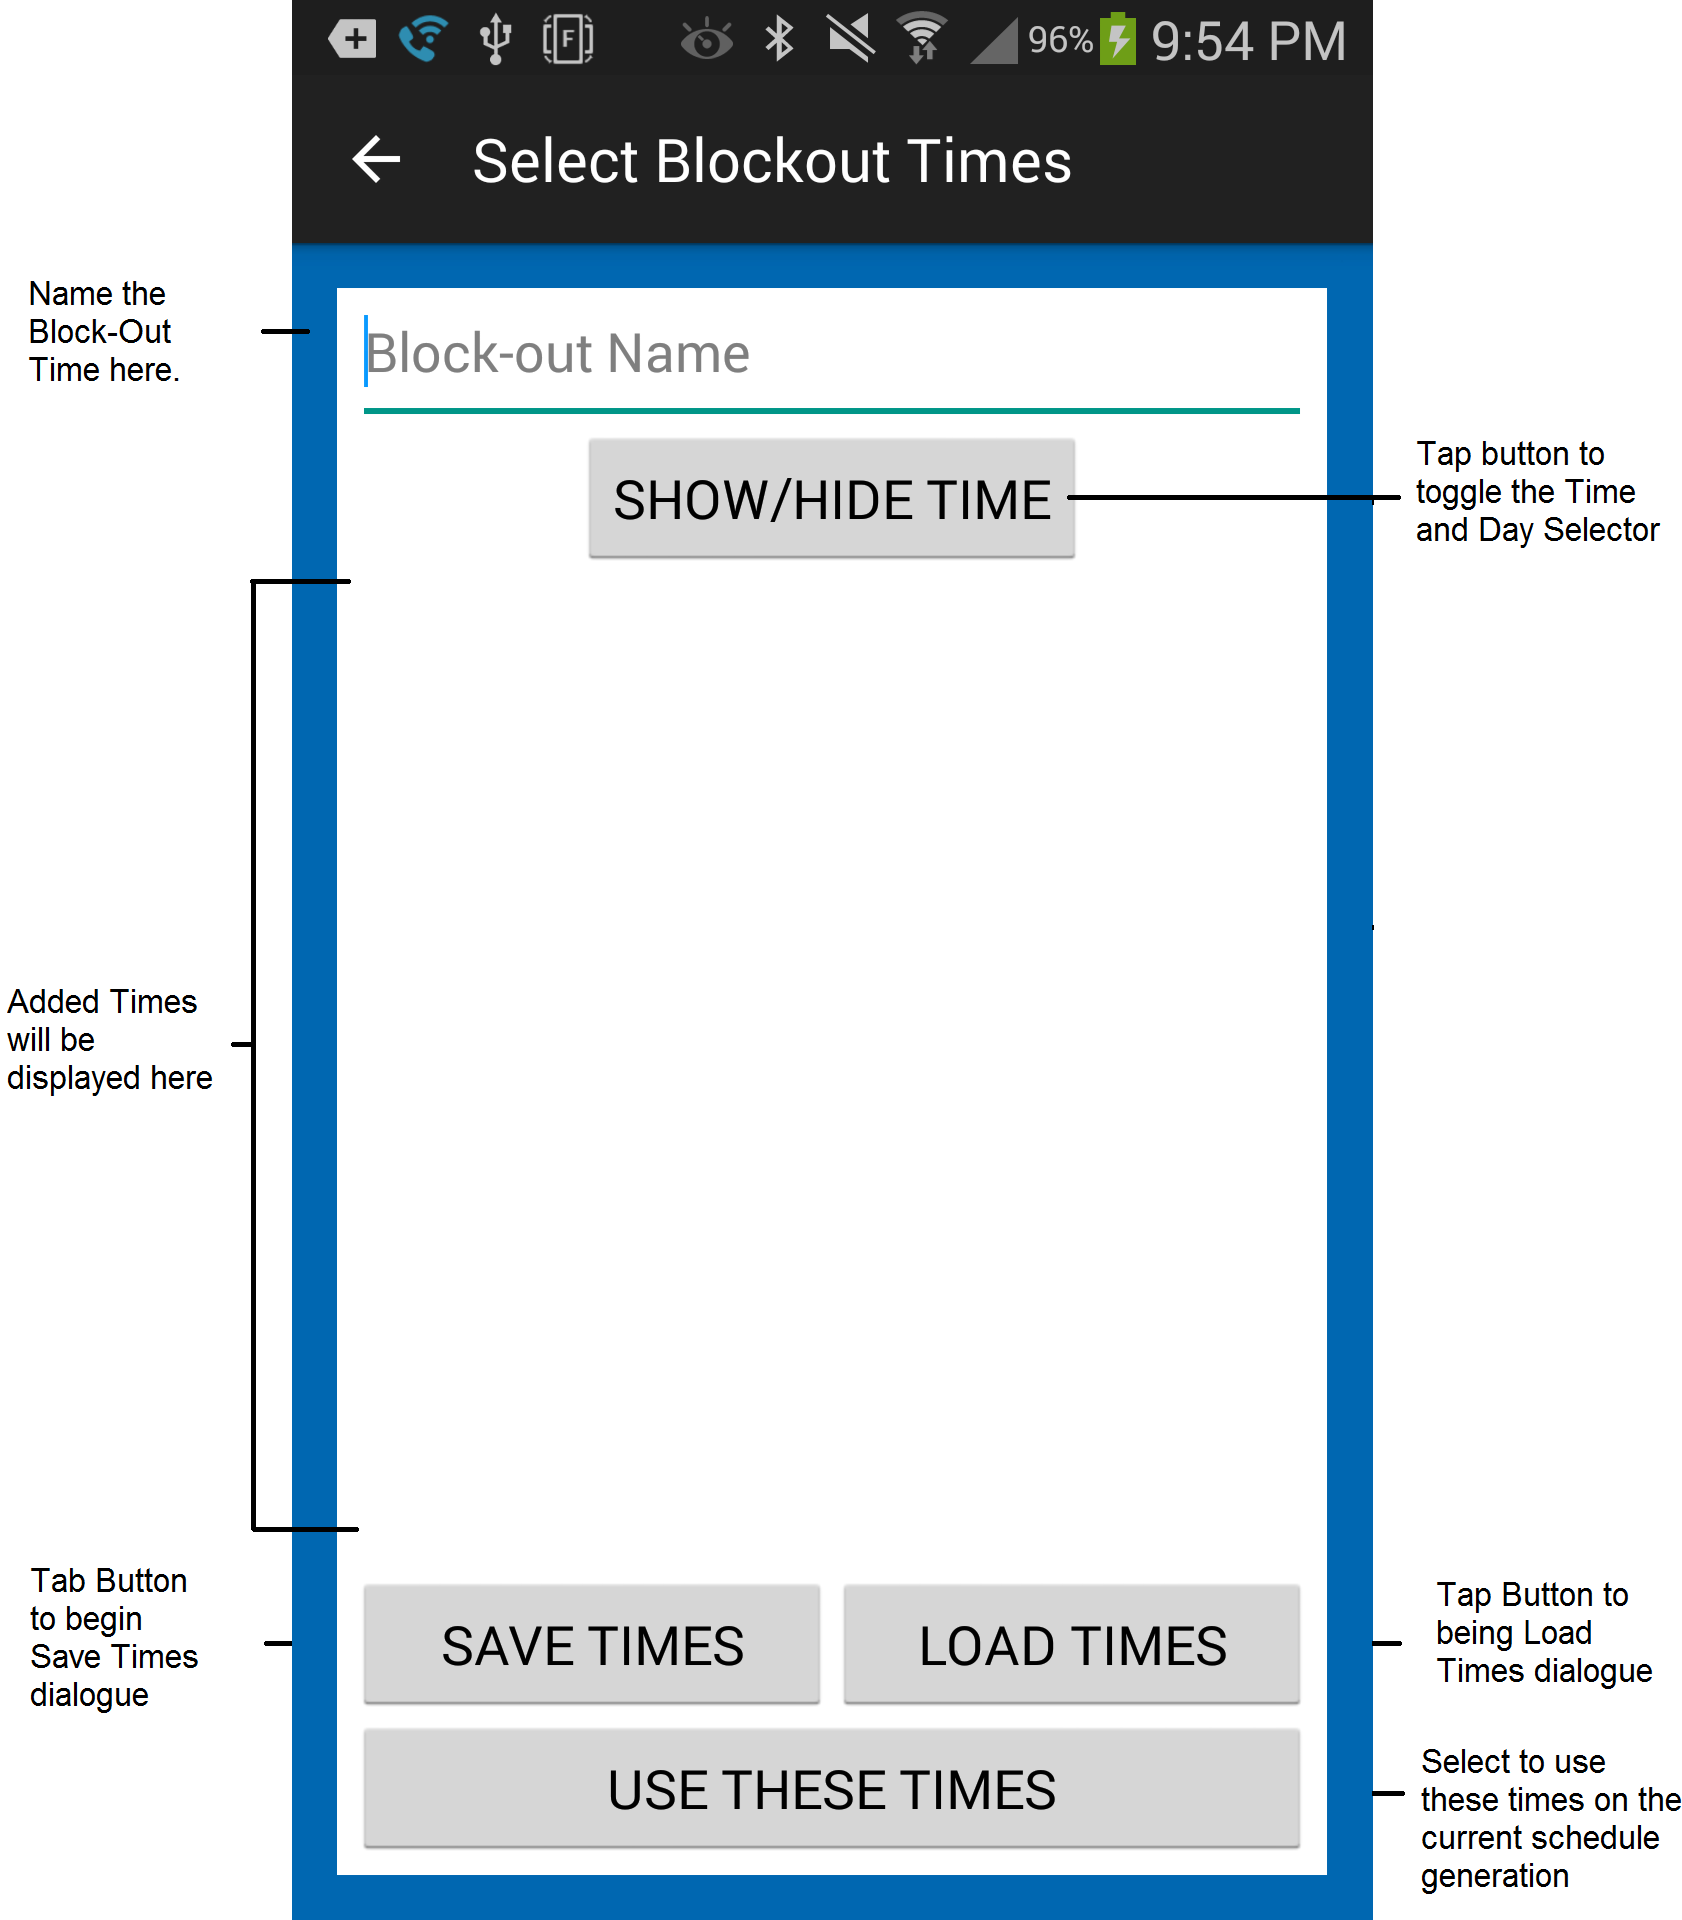 96% 9:54 PM
Select Blockout Times
Name the
Block-Out
Time here.
Block-out Name
SHOW/HIDE TIME
Tap button to
toggle the Time
and Day Selector
Added Times
will be
displayed here
Tab Button
to begin
Save Times
dialogue
SAVE TIMES
LOAD TIMES
Tap Button to
being Load
Times dialogue
USE THESE TIMES
Select to use
these times on the
current schedule
generation